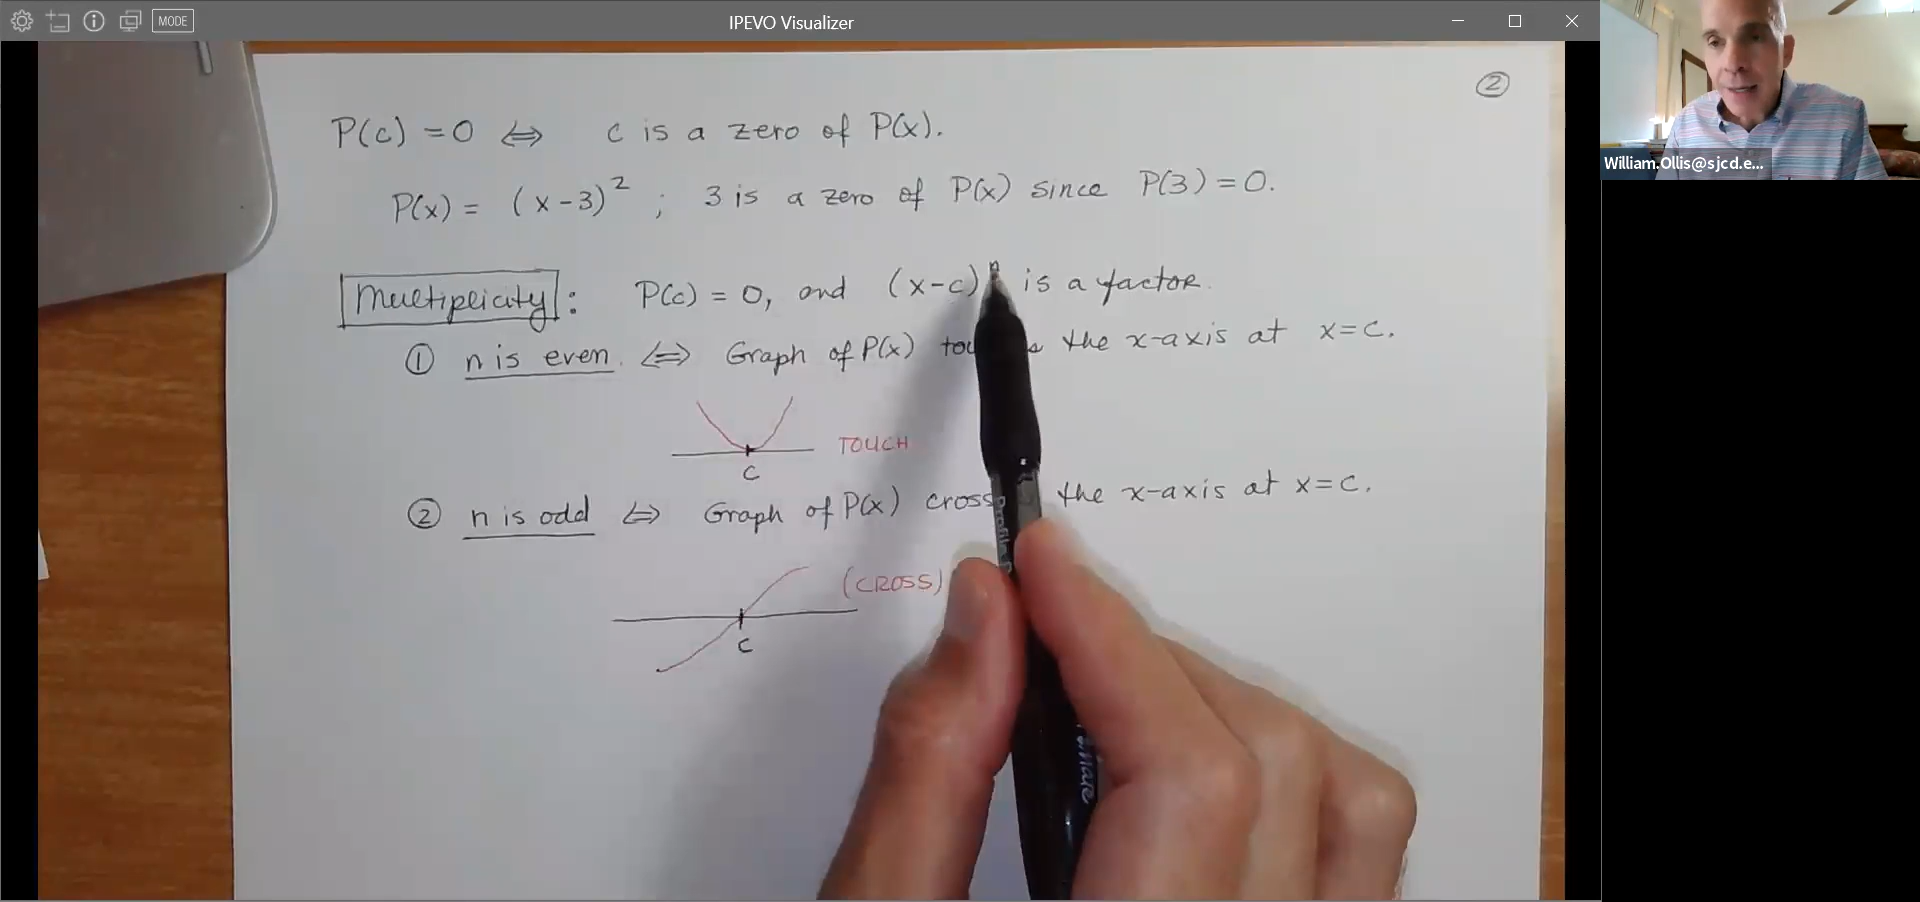 MODE
IPEVO Visualizer
②
P(c) = 0 ⇔ c is a zero of P(x).
P(x) = (x-3)² ; 3 is a zero of P(x) since P(3) = 0.
Multiplicity : P(c) = 0, and (x-c)ⁿ is a factor.
① n is even. ⇔ Graph of P(x) the x-axis at x=c.
TOUCH
c
② n is odd ⇔ Graph of P(x) the x-axis at x=c.
(CROSS)
c
William.Ollis@sjcd.e...